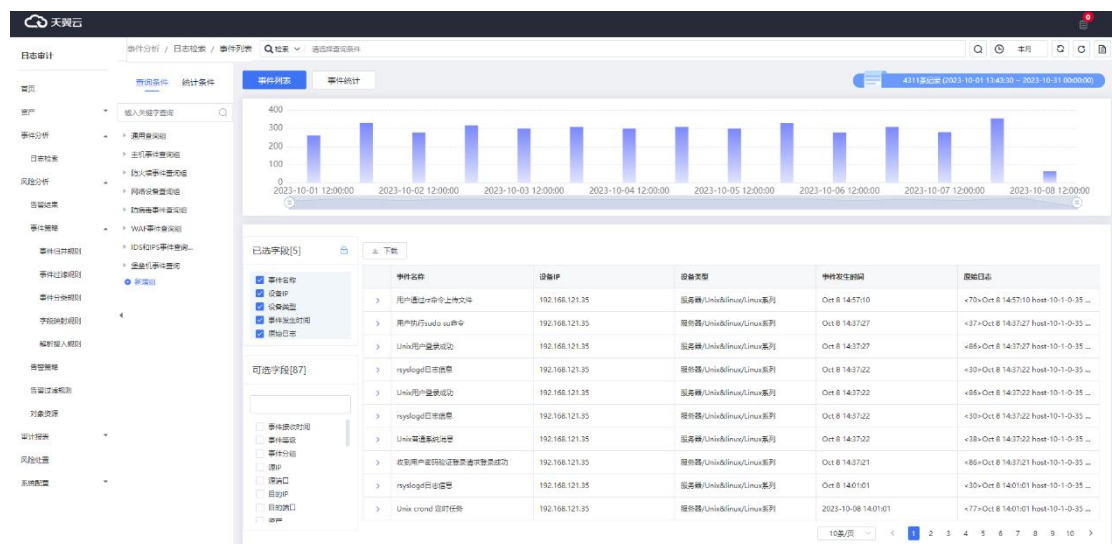 天翼云
日志审计
事件分析 / 日志检索 / 事件列表
检索
请选择查询条件
本月
首页
资产
事件分析
日志检索
风险分析
告警结果
事件策略
事件归并规则
事件过滤规则
事件分类规则
字段映射规则
解析接入规则
告警策略
告警过滤规则
对象资源
审计报表
风险处置
系统配置
查询条件 统计条件
输入关键字查询
通用查询组
主机事件查询组
防火墙事件查询组
网络设备查询组
防病毒事件查询组
WAF事件查询组
IDS和IPS事件查询...
堡垒机事件查询
新增组
事件列表 事件统计
4311条记录 (2023-10-01 13:43:30 ~ 2023-10-31 00:00:00)
400
300
200
100
0
2023-10-01 12:00:00 2023-10-02 12:00:00 2023-10-03 12:00:00 2023-10-04 12:00:00 2023-10-05 12:00:00 2023-10-06 12:00:00 2023-10-07 12:00:00 2023-10-08 12:00:00
已选字段[5]
事件名称
设备IP
设备类型
事件发生时间
原始日志
可选字段[87]
事件接收时间
事件等级
事件分组
源IP
源端口
目的IP
目的端口
资产
下载
事件名称 设备IP 设备类型 事件发生时间 原始日志
用户通过rz命令上传文件 192.168.121.35 服务器/Unix&linux/Linux系列 Oct 8 14:57:10 <70>Oct 8 14:57:10 host-10-1-0-35 ...
用户执行sudo su命令 192.168.121.35 服务器/Unix&linux/Linux系列 Oct 8 14:37:27 <37>Oct 8 14:37:27 host-10-1-0-35 ...
Unix用户登录成功 192.168.121.35 服务器/Unix&linux/Linux系列 Oct 8 14:37:27 <86>Oct 8 14:37:27 host-10-1-0-35 ...
rsyslogd日志信息 192.168.121.35 服务器/Unix&linux/Linux系列 Oct 8 14:37:22 <30>Oct 8 14:37:22 host-10-1-0-35 ...
Unix用户登录成功 192.168.121.35 服务器/Unix&linux/Linux系列 Oct 8 14:37:22 <86>Oct 8 14:37:22 host-10-1-0-35 ...
rsyslogd日志信息 192.168.121.35 服务器/Unix&linux/Linux系列 Oct 8 14:37:22 <30>Oct 8 14:37:22 host-10-1-0-35 ...
Unix普通系统消息 192.168.121.35 服务器/Unix&linux/Linux系列 Oct 8 14:37:22 <38>Oct 8 14:37:22 host-10-1-0-35 ...
收到用户密码验证登录请求登录成功 192.168.121.35 服务器/Unix&linux/Linux系列 Oct 8 14:37:21 <86>Oct 8 14:37:21 host-10-1-0-35 ...
rsyslogd日志信息 192.168.121.35 服务器/Unix&linux/Linux系列 Oct 8 14:01:01 <30>Oct 8 14:01:01 host-10-1-0-35 ...
Unix crond 定时任务 192.168.121.35 服务器/Unix&linux/Linux系列 2023-10-08 14:01:01 <77>Oct 8 14:01:01 host-10-1-0-35 ...
10条/页 < 1 2 3 4 5 6 7 8 9 10 >